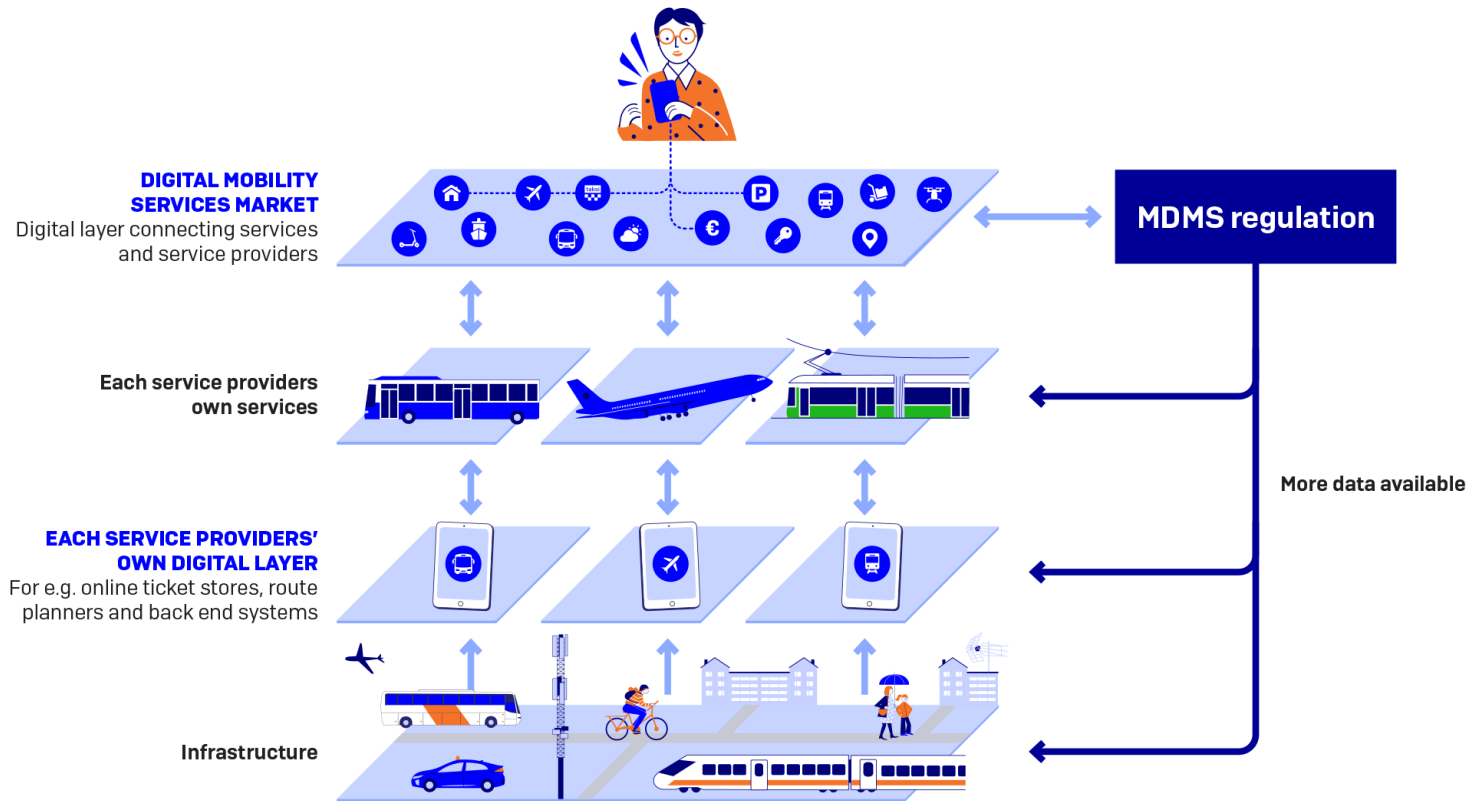 DIGITAL MOBILITY
SERVICES MARKET
Digital layer connecting services
and service providers
taksi
P
€
MDMS regulation
Each service providers
own services
More data available
EACH SERVICE PROVIDERS’
OWN DIGITAL LAYER
For e.g. online ticket stores, route
planners and back end systems
Infrastructure